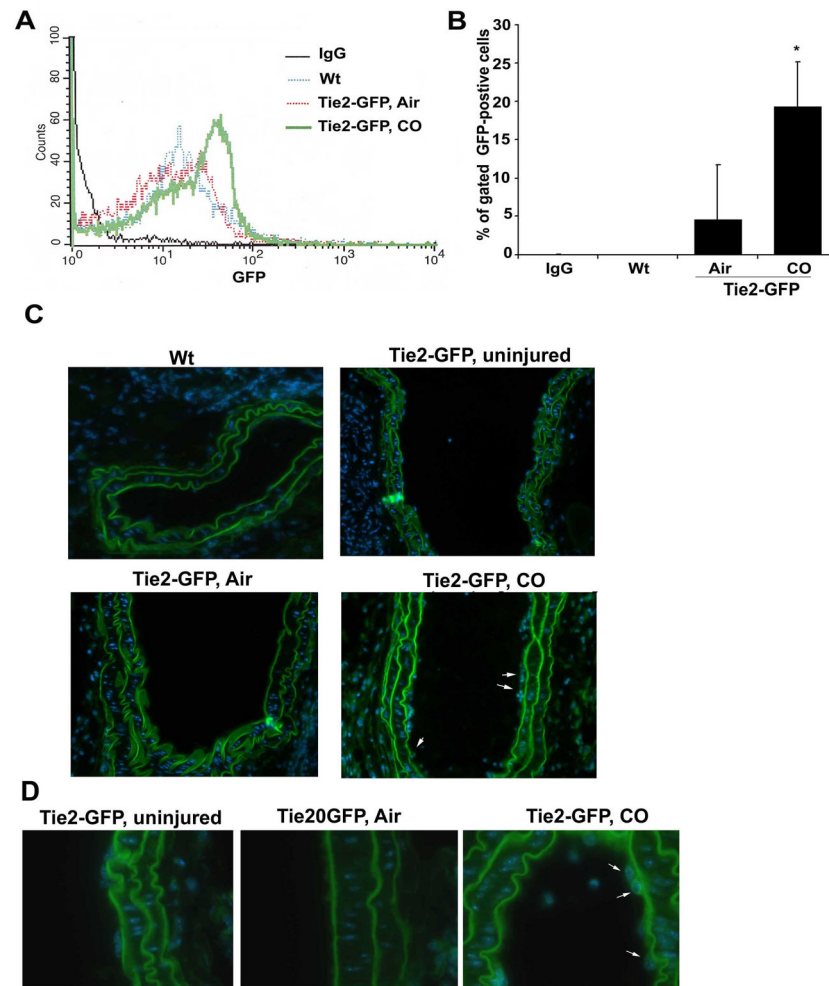 A
IgG
Wt
Tie2-GFP, Air
Tie2-GFP, CO
Counts
100
80
60
40
20
0
10^0
10^1
10^2
10^3
10^4
GFP
B
% of gated GFP-postive cells
30
25
20
15
10
5
0
*
IgG
Wt
Air
CO
Tie2-GFP
C
Wt
Tie2-GFP, uninjured
Tie2-GFP, Air
Tie2-GFP, CO
D
Tie2-GFP, uninjured
Tie20GFP, Air
Tie2-GFP, CO